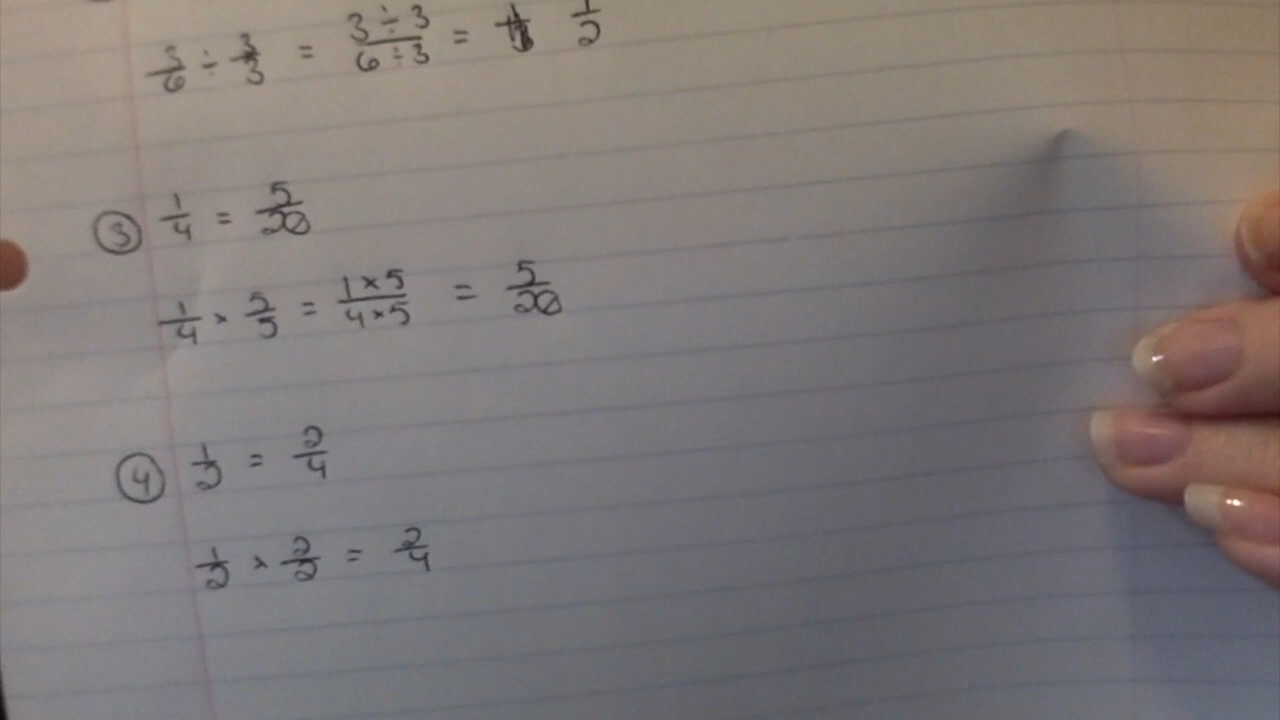 3/6 ÷ 3/3 = 3÷3/6÷3 = 1/2
③ 1/4 = 5/20
1/4 × 5/5 = 1×5/4×5 = 5/20
④ 1/2 = 2/4
1/2 × 2/2 = 2/4